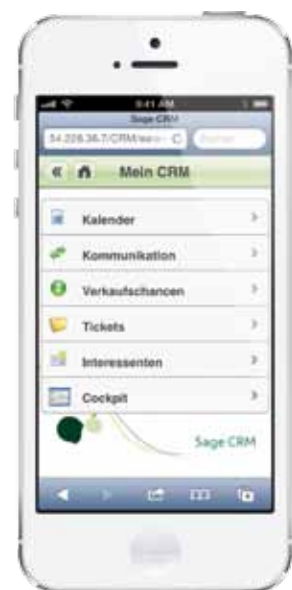 9:41 AM
Sage CRM
Mein CRM
Kalender
Kommunikation
Verkaufschancen
Tickets
Interessenten
Cockpit
Sage CRM